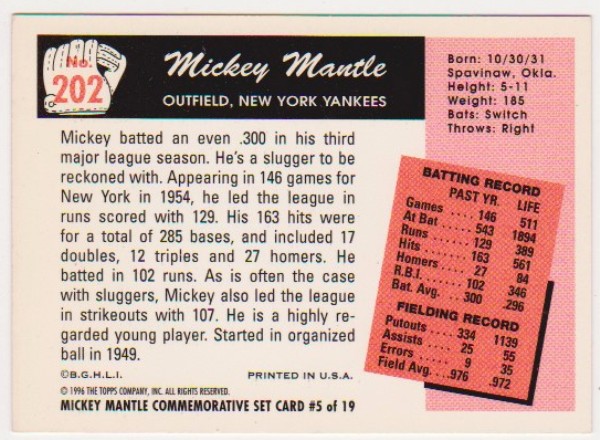 No.
202
Mickey Mantle
OUTFIELD, NEW YORK YANKEES
Born: 10/30/31
Spavinaw, Okla.
Height: 5-11
Weight: 185
Bats: Switch
Throws: Right
Mickey batted an even .300 in his third
major league season. He's a slugger to be
reckoned with. Appearing in 146 games for
New York in 1954, he led the league in
runs scored with 129. His 163 hits were
for a total of 285 bases, and included 17
doubles, 12 triples and 27 homers. He
batted in 102 runs. As is often the case
with sluggers, Mickey also led the league
in strikeouts with 107. He is a highly re-
garded young player. Started in organized
ball in 1949.
BATTING RECORD
PAST YR. LIFE
Games .... 146 511
At Bat .... 543 1894
Runs .... 129 389
Hits .... 163 561
Homers .... 27 84
R.B.I. .... 102 346
Bat. Avg. ... 300 .296
FIELDING RECORD
Putouts .... 334 1139
Assists .... 25 55
Errors .... 9 35
Field Avg. ... .976 .972
©B.G.H.L.I. PRINTED IN U.S.A.
© 1996 THE TOPPS COMPANY, INC. ALL RIGHTS RESERVED.
MICKEY MANTLE COMMEMORATIVE SET CARD #5 of 19